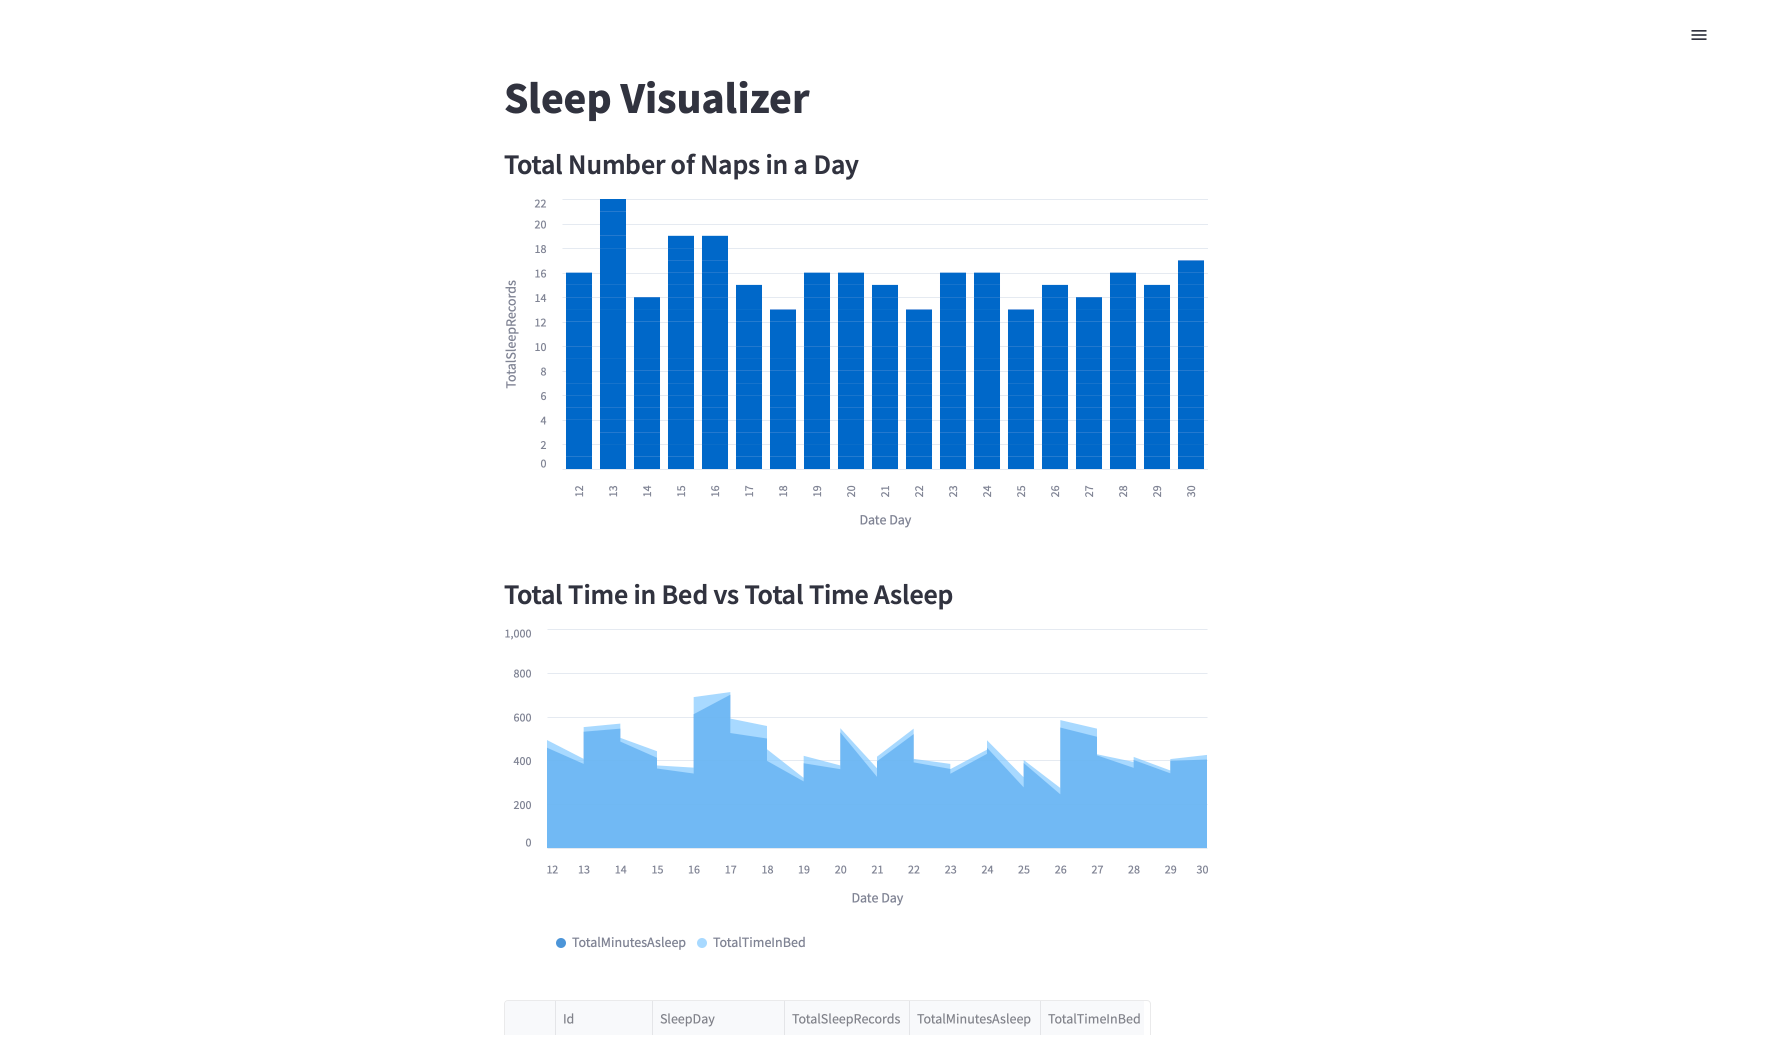 Sleep Visualizer
Total Number of Naps in a Day
22
20
18
16
14
12
10
8
6
4
2
0
TotalSleepRecords
12 13 14 15 16 17 18 19 20 21 22 23 24 25 26 27 28 29 30
Date Day
Total Time in Bed vs Total Time Asleep
1,000
800
600
400
200
0
12 13 14 15 16 17 18 19 20 21 22 23 24 25 26 27 28 29 30
Date Day
TotalMinutesAsleep TotalTimeInBed
Id SleepDay TotalSleepRecords TotalMinutesAsleep TotalTimeInBed